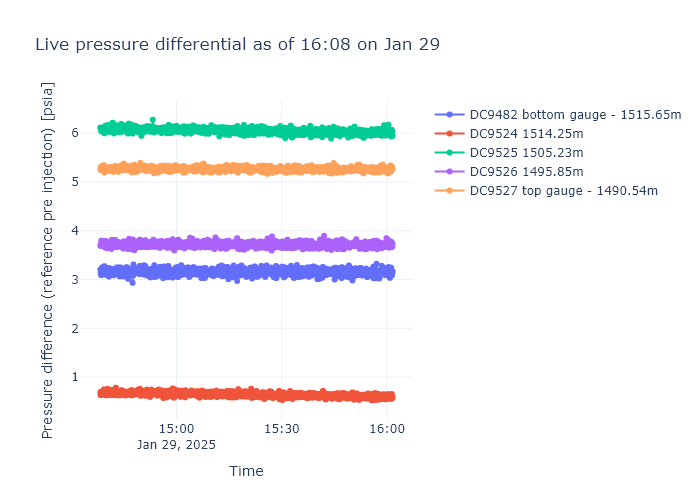 Live pressure differential as of 16:08 on Jan 29
Pressure difference (reference pre injection) [psia]
6
5
4
3
2
1
15:00
Jan 29, 2025
15:30
16:00
Time
DC9482 bottom gauge - 1515.65m
DC9524 1514.25m
DC9525 1505.23m
DC9526 1495.85m
DC9527 top gauge - 1490.54m